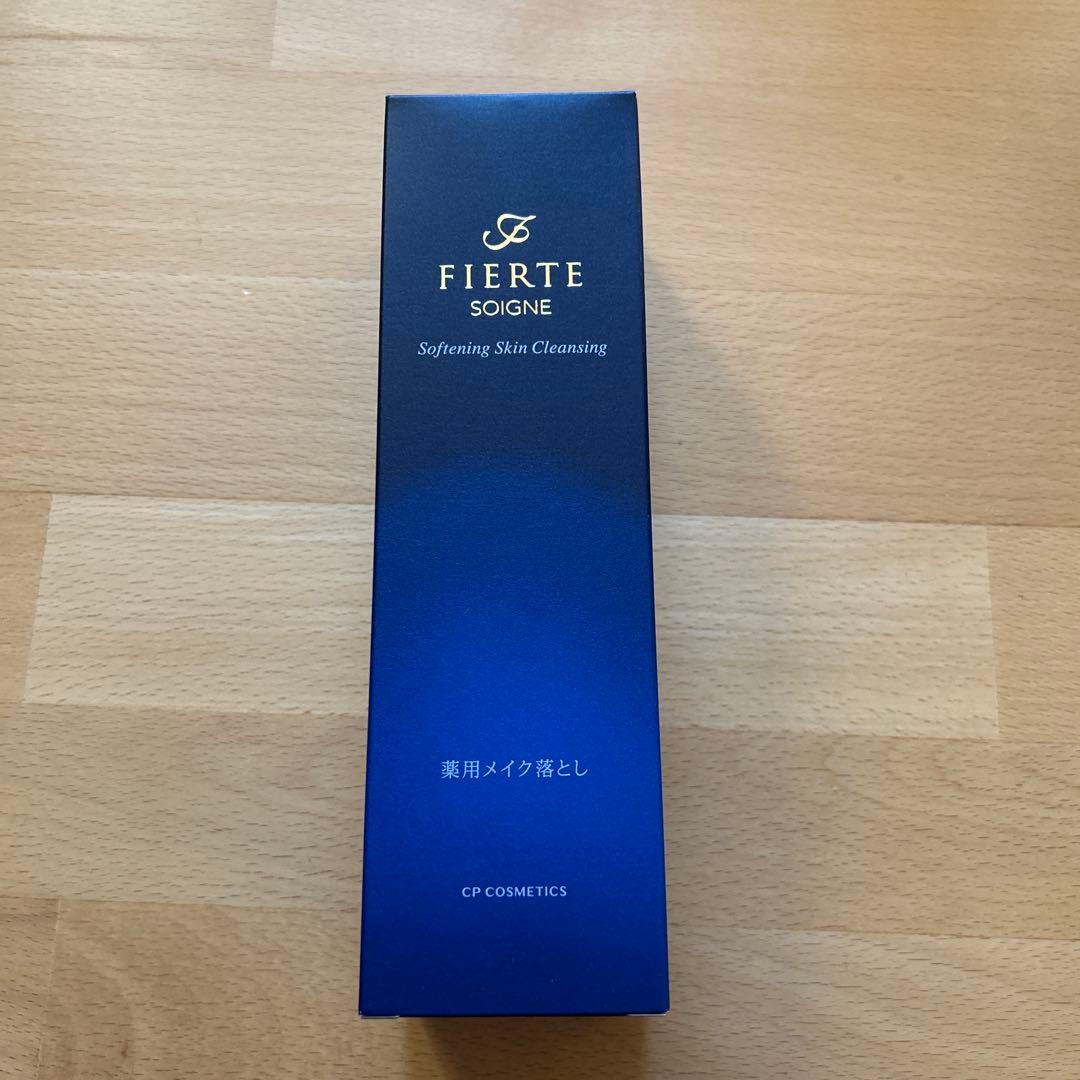 FIERTE
SOIGNE
Softening Skin Cleansing
薬用メイク落とし
CP COSMETICS